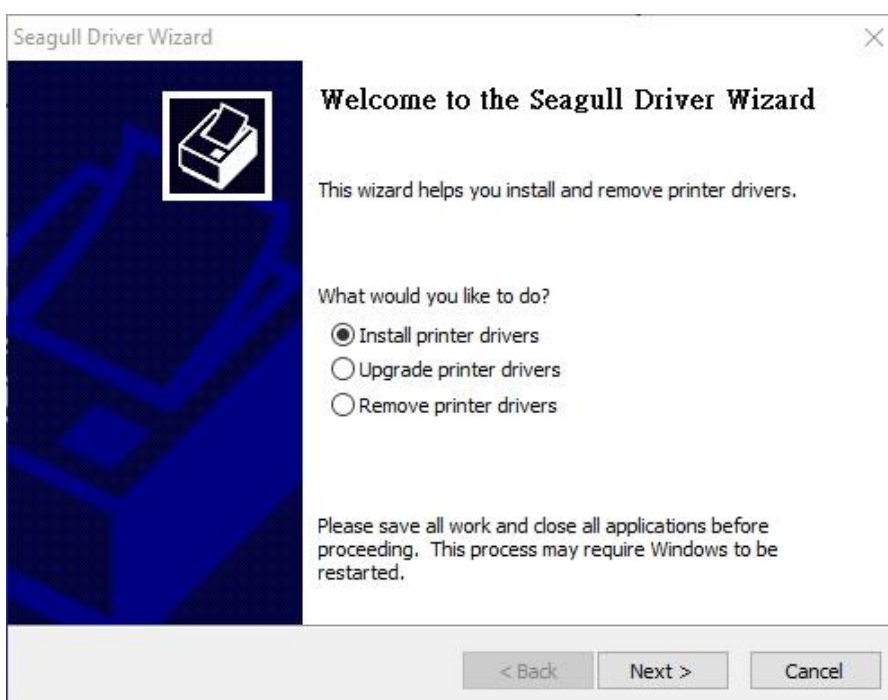 Seagull Driver Wizard
Welcome to the Seagull Driver Wizard
This wizard helps you install and remove printer drivers.
What would you like to do?
Install printer drivers
Upgrade printer drivers
Remove printer drivers
Please save all work and close all applications before
proceeding. This process may require Windows to be
restarted.
< Back
Next >
Cancel